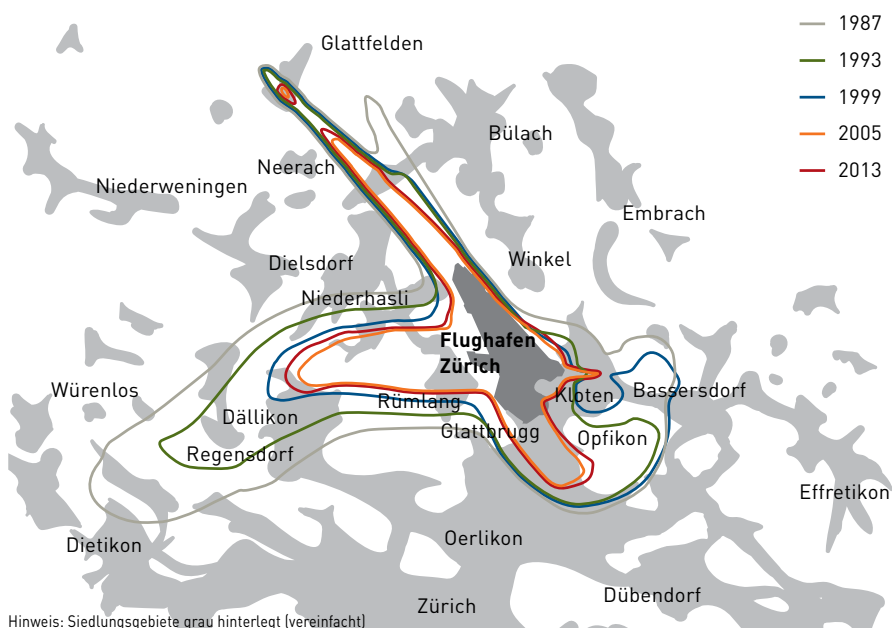 1987
1993
1999
2005
2013
Glattfelden
Bülach
Neerach
Niederweningen
Embrach
Dielsdorf
Winkel
Niederhasli
Flughafen
Zürich
Würenlos
Rümlang
Kloten
Bassersdorf
Dällikon
Glattbrugg
Opfikon
Regensdorf
Effretikon
Dietikon
Oerlikon
Dübendorf
Zürich
Hinweis: Siedlungsgebiete grau hinterlegt (vereinfacht)